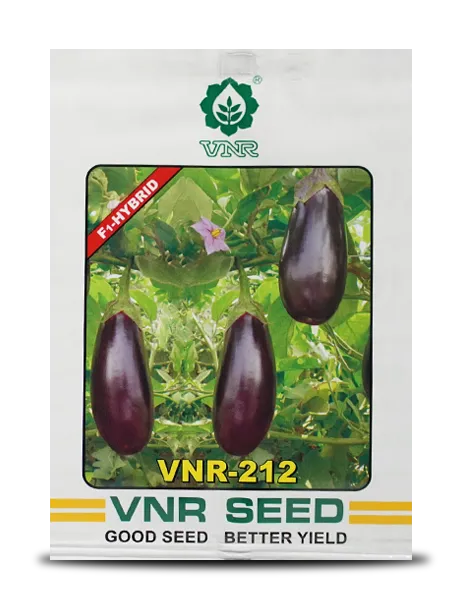 ®
VNR
F1-HYBRID
VNR-212
VNR SEED
GOOD SEED BETTER YIELD